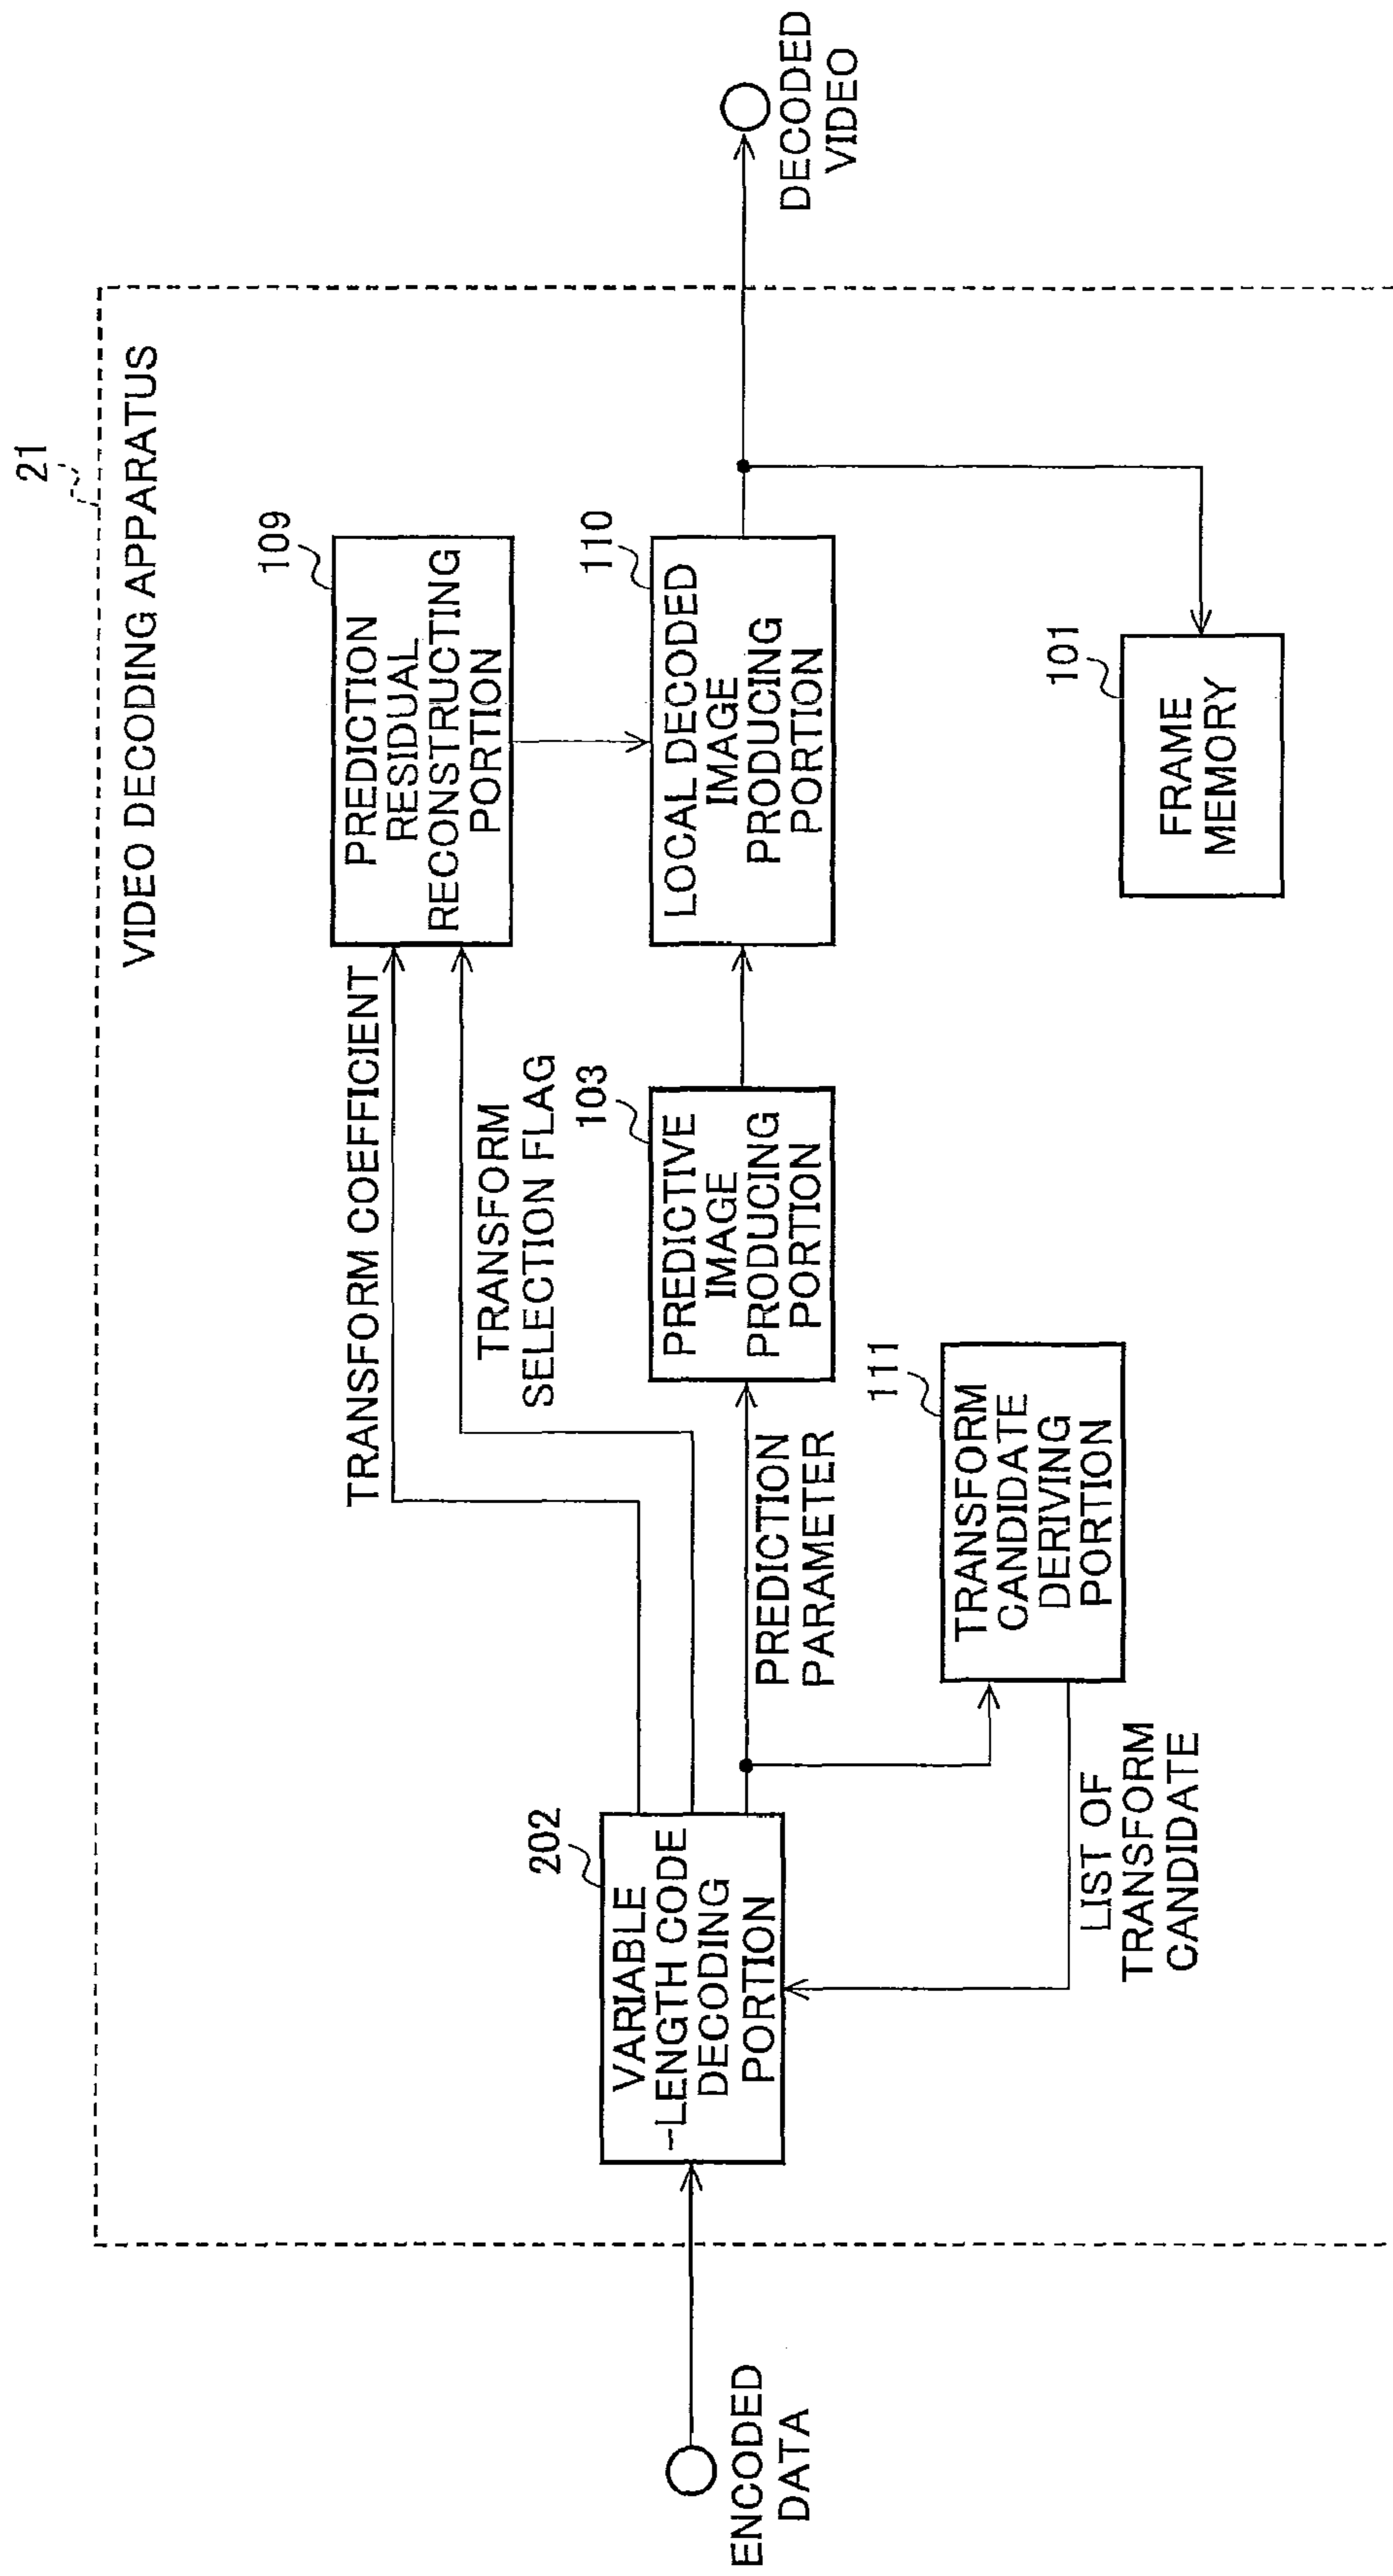 21
VIDEO DECODING APPARATUS
109
PREDICTION
RESIDUAL
RECONSTRUCTING
PORTION
TRANSFORM COEFFICIENT
TRANSFORM
SELECTION FLAG
202
VARIABLE
-LENGTH CODE
DECODING
PORTION
103
PREDICTIVE
IMAGE
PRODUCING
PORTION
110
LOCAL DECODED
IMAGE
PRODUCING
PORTION
ENCODED
DATA
PREDICTION
PARAMETER
DECODED
VIDEO
111
TRANSFORM
CANDIDATE
DERIVING
PORTION
LIST OF
TRANSFORM
CANDIDATE
101
FRAME
MEMORY